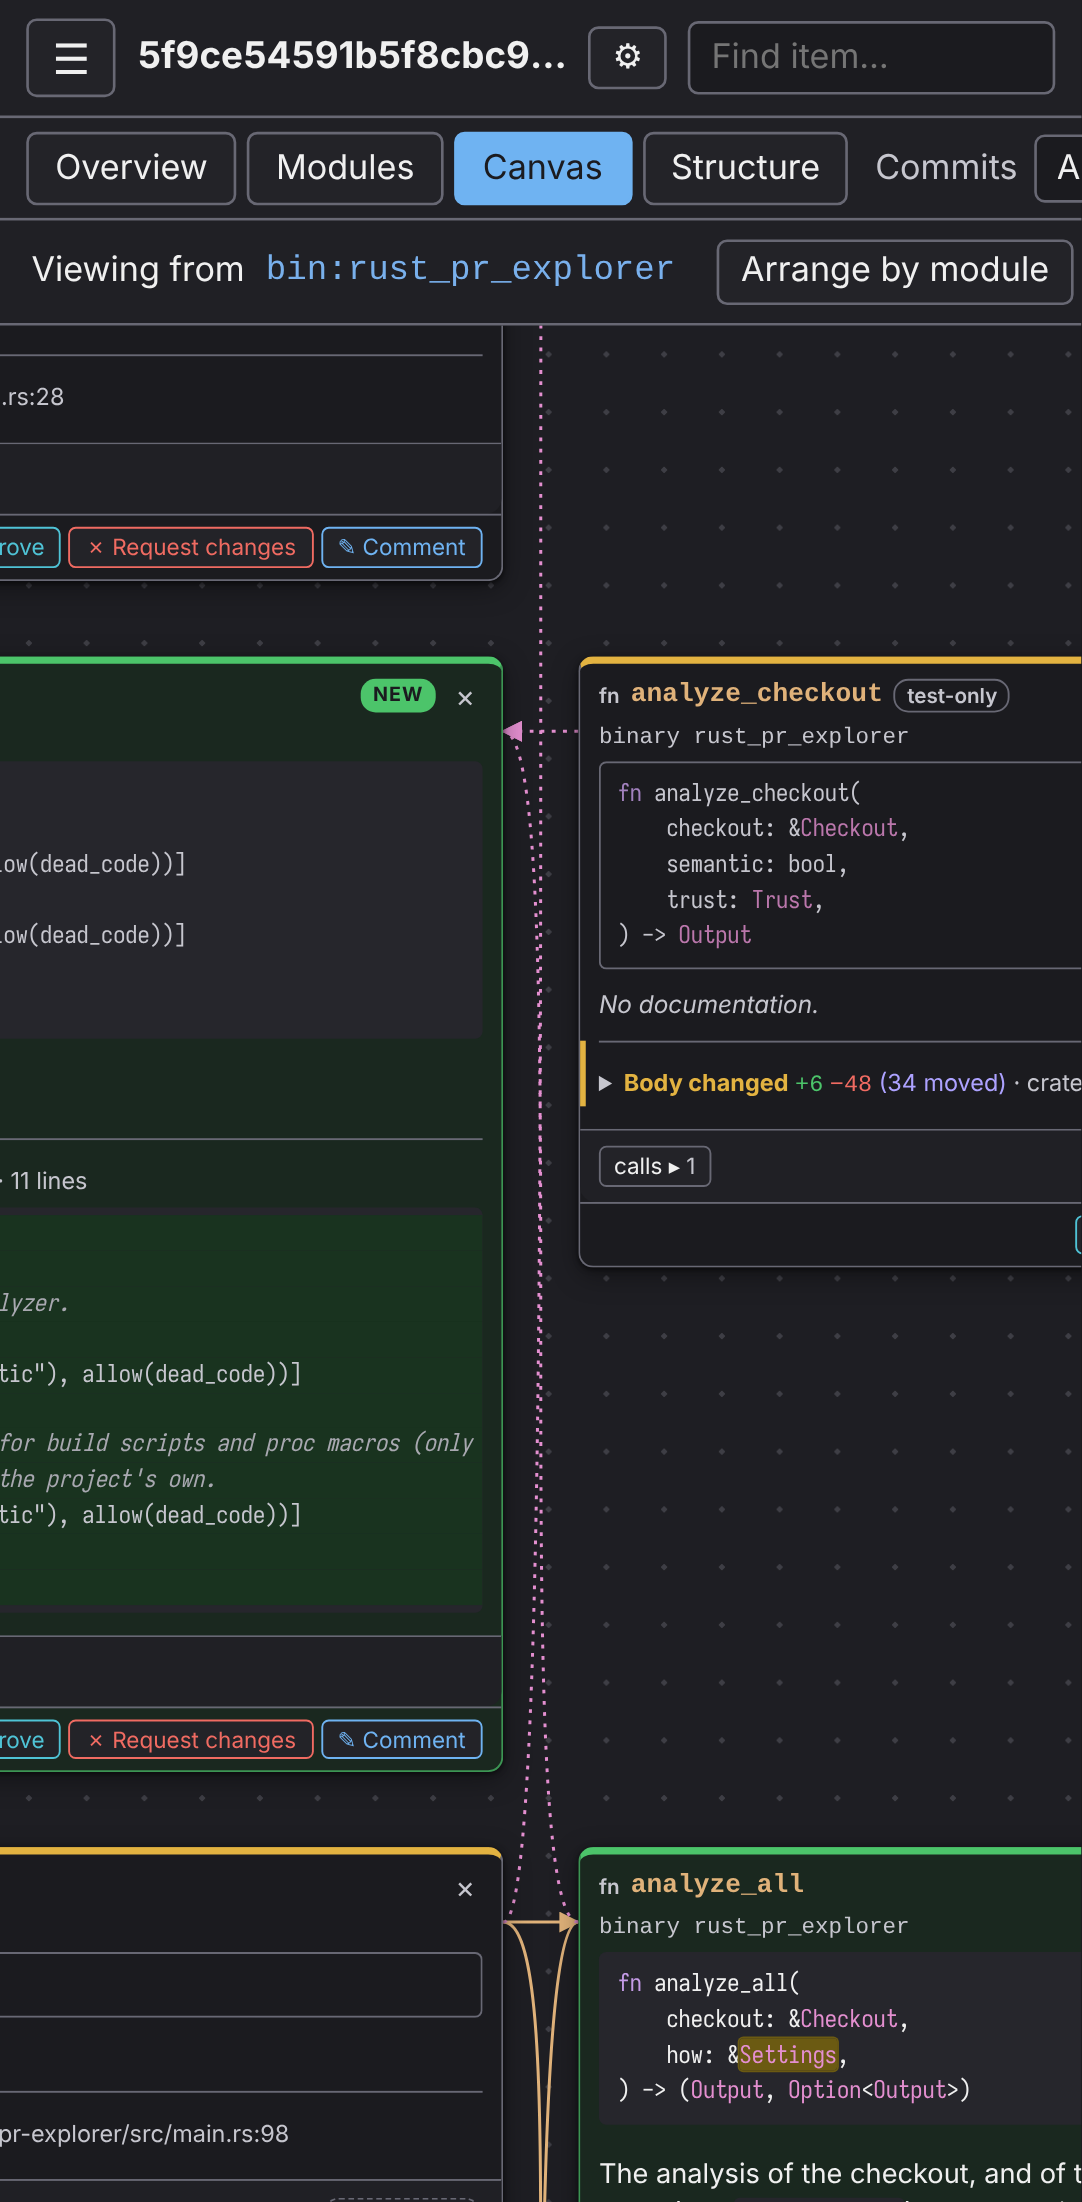 5f9ce54591b5f8cbc9...
Find item...
Overview
Modules
Canvas
Structure
Commits
A
Viewing from bin:rust_pr_explorer
Arrange by module
.rs:28
rove
× Request changes
✎ Comment
NEW ×
low(dead_code))]
low(dead_code))]
· 11 lines
lyzer.
tic"), allow(dead_code))]
for build scripts and proc macros (only
the project's own.
tic"), allow(dead_code))]
rove
× Request changes
✎ Comment
fn analyze_checkout test-only
binary rust_pr_explorer
fn analyze_checkout(
checkout: &Checkout,
semantic: bool,
trust: Trust,
) -> Output
No documentation.
▶ Body changed +6 −48 (34 moved) · crate
calls ▸ 1
×
pr-explorer/src/main.rs:98
fn analyze_all
binary rust_pr_explorer
fn analyze_all(
checkout: &Checkout,
how: &Settings,
) -> (Output, Option<Output>)
The analysis of the checkout, and of t